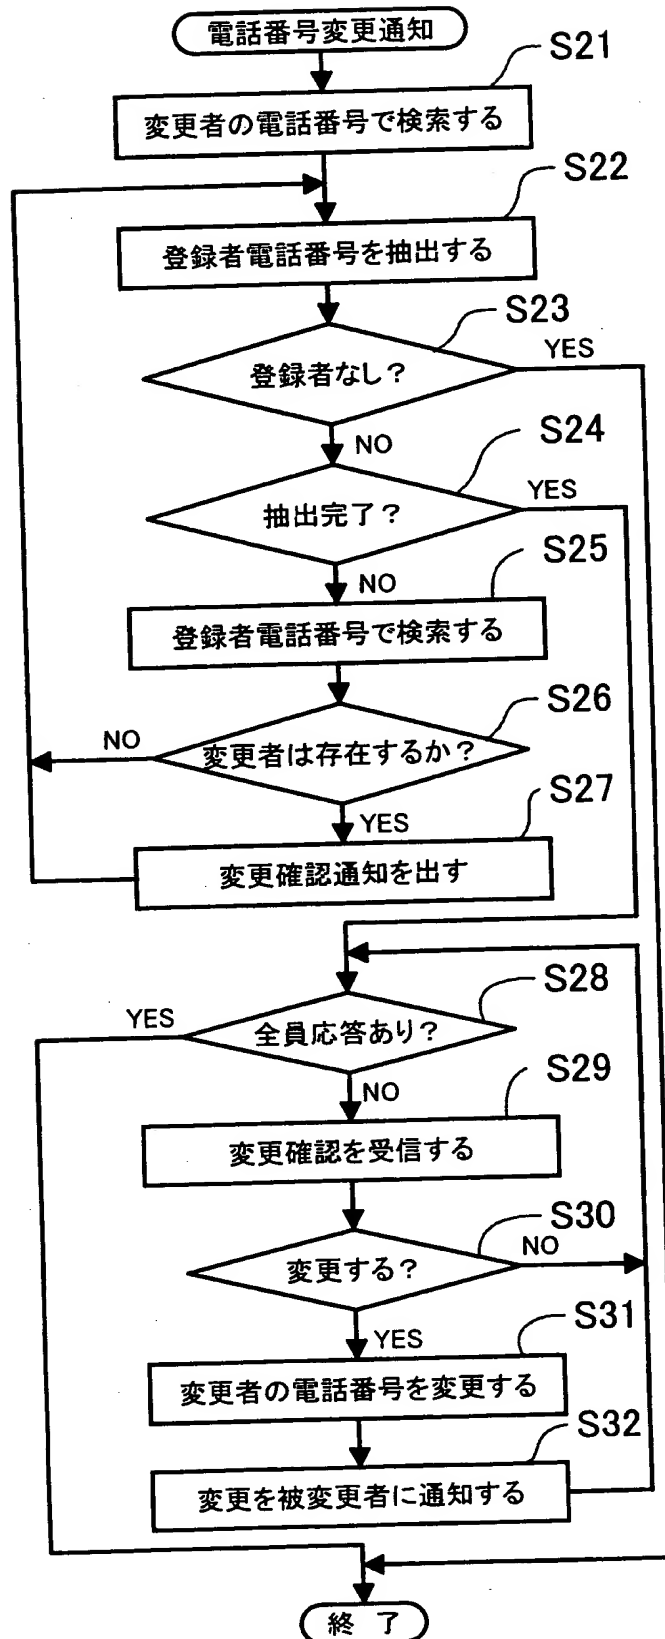 電話番号変更通知
S21
変更者の電話番号で検索する
S22
登録者電話番号を抽出する
S23
登録者なし?
YES
NO
S24
抽出完了?
YES
NO
S25
登録者電話番号で検索する
S26
変更者は存在するか?
NO
YES
S27
変更確認通知を出す
S28
全員応答あり?
YES
NO
S29
変更確認を受信する
S30
変更する?
NO
YES
S31
変更者の電話番号を変更する
S32
変更を被変更者に通知する
終 了